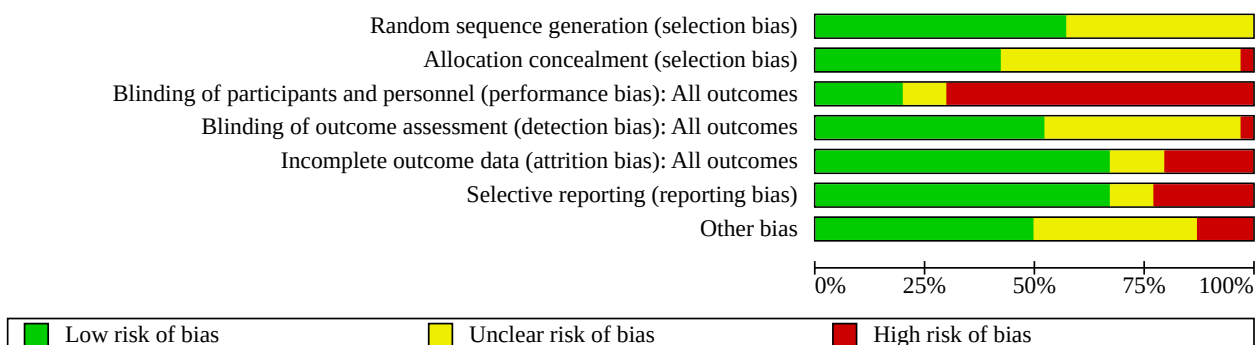 Random sequence generation (selection bias)
Allocation concealment (selection bias)
Blinding of participants and personnel (performance bias): All outcomes
Blinding of outcome assessment (detection bias): All outcomes
Incomplete outcome data (attrition bias): All outcomes
Selective reporting (reporting bias)
Other bias
0% 25% 50% 75% 100%
Low risk of bias Unclear risk of bias High risk of bias